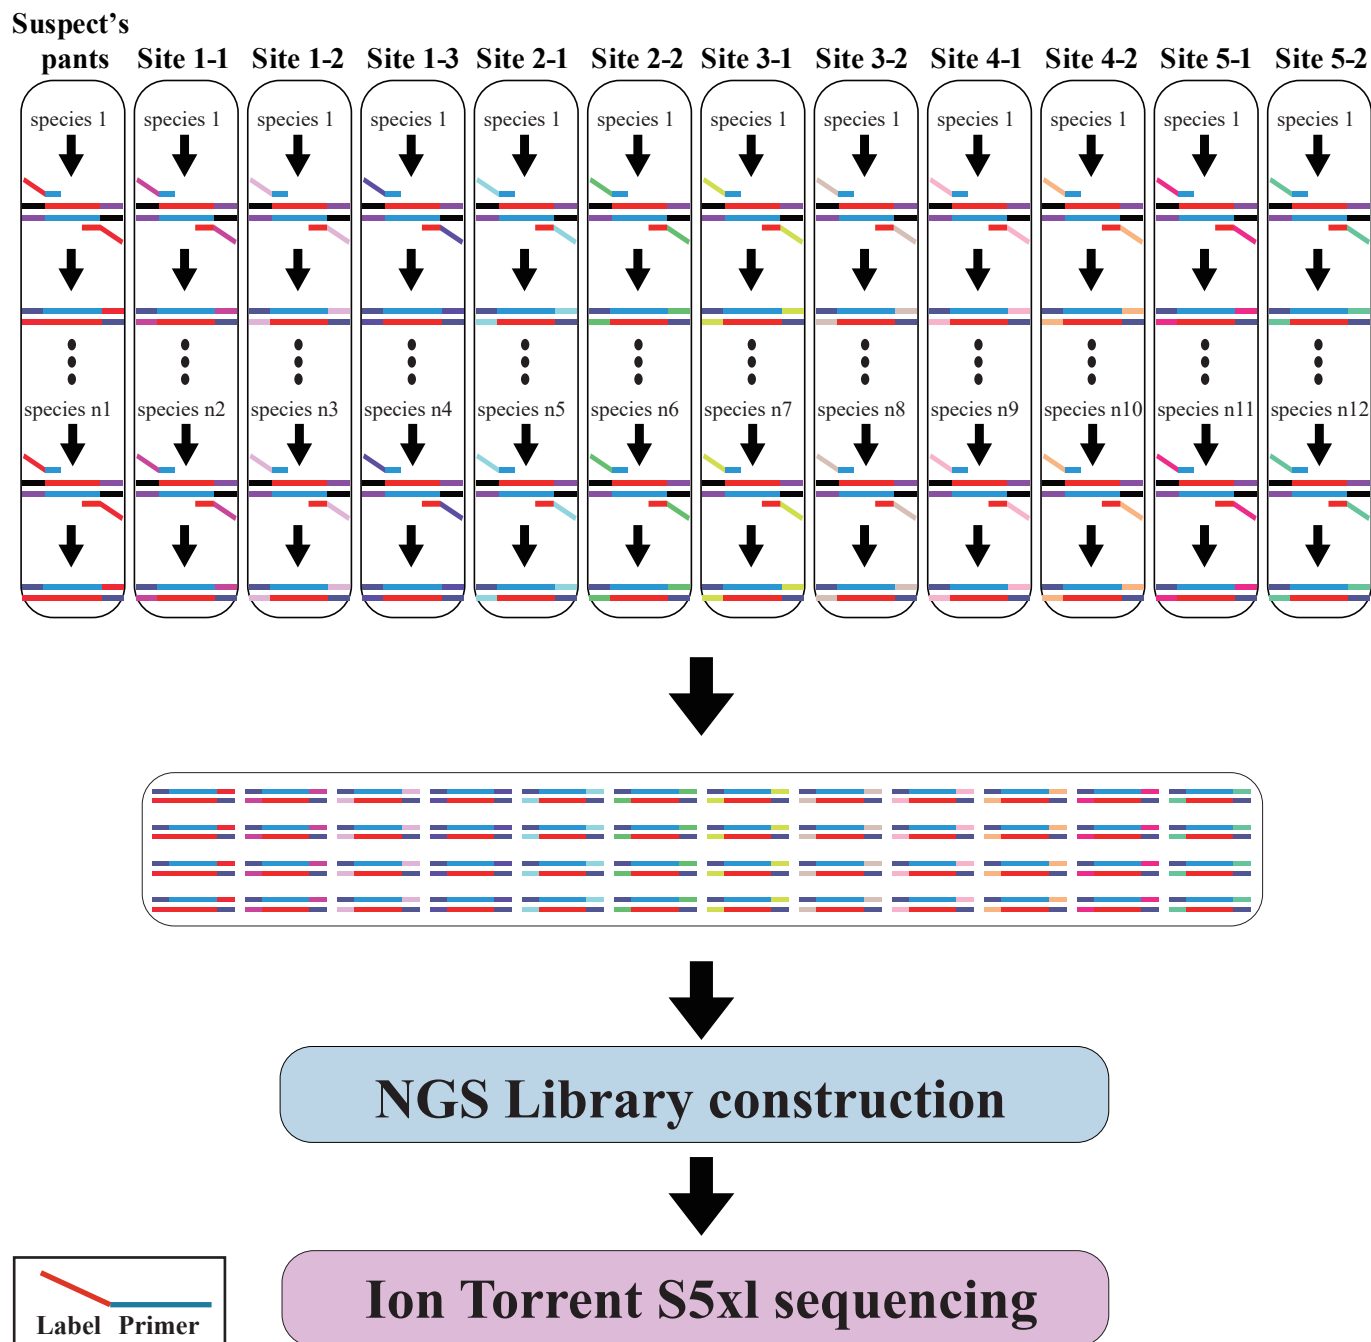 Suspect's
pants Site 1-1 Site 1-2 Site 1-3 Site 2-1 Site 2-2 Site 3-1 Site 3-2 Site 4-1 Site 4-2 Site 5-1 Site 5-2
species 1 species 1 species 1 species 1 species 1 species 1 species 1 species 1 species 1 species 1 species 1 species 1
species n1 species n2 species n3 species n4 species n5 species n6 species n7 species n8 species n9 species n10 species n11 species n12
NGS Library construction
Ion Torrent S5xl sequencing
Label Primer